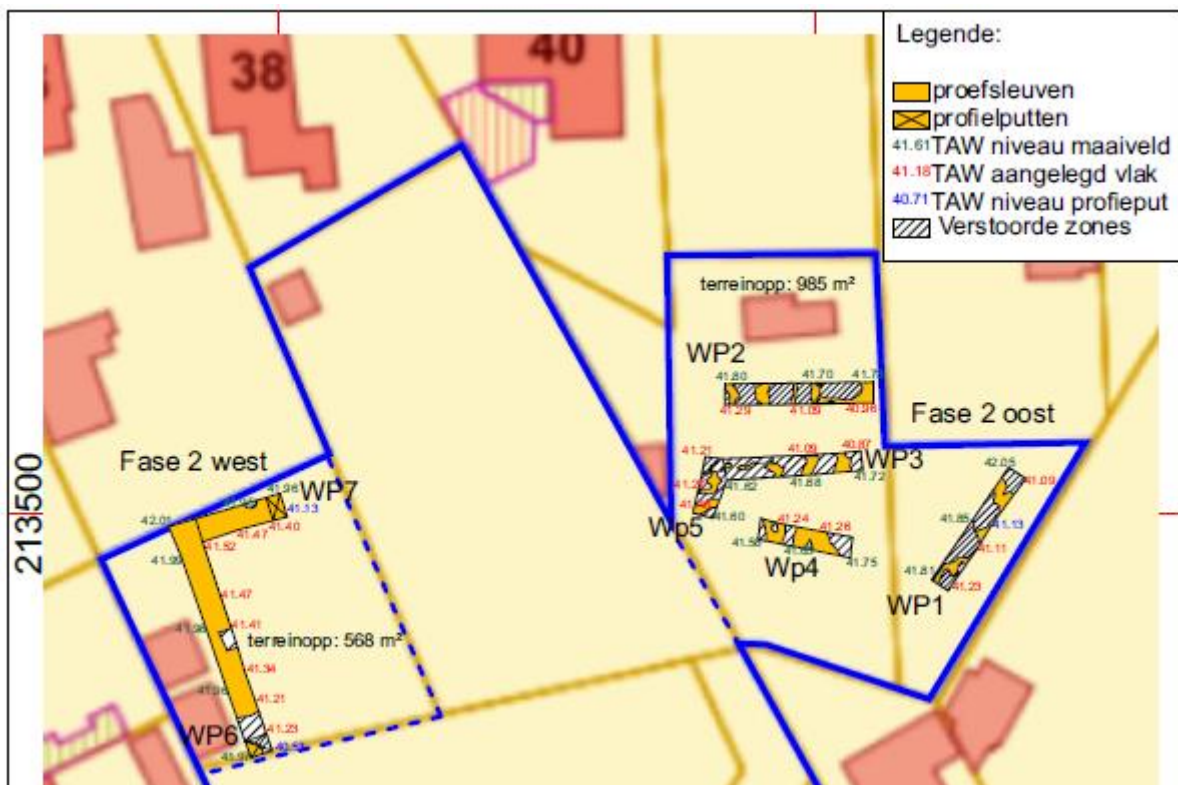 38
40
Legende:
proefsleuven
profielputten
41.61 TAW niveau maaiveld
41.18 TAW aangelegd vlak
40.71 TAW niveau profieput
Verstoorde zones
terreinopp: 985 m²
WP2
41.80
41.70
41.29
41.09
40.96
Fase 2 oost
41.21
41.09
40.87
WP3
41.82
41.88
41.72
42.05
41.09
Wp5
41.60
41.24
41.26
41.75
Wp4
41.85
41.13
41.11
41.81
41.23
WP1
213500
Fase 2 west
41.96
WP7
41.13
42.01
41.40
41.47
41.52
41.99
41.47
41.41
terreinopp: 568 m²
41.34
41.21
41.23
WP6